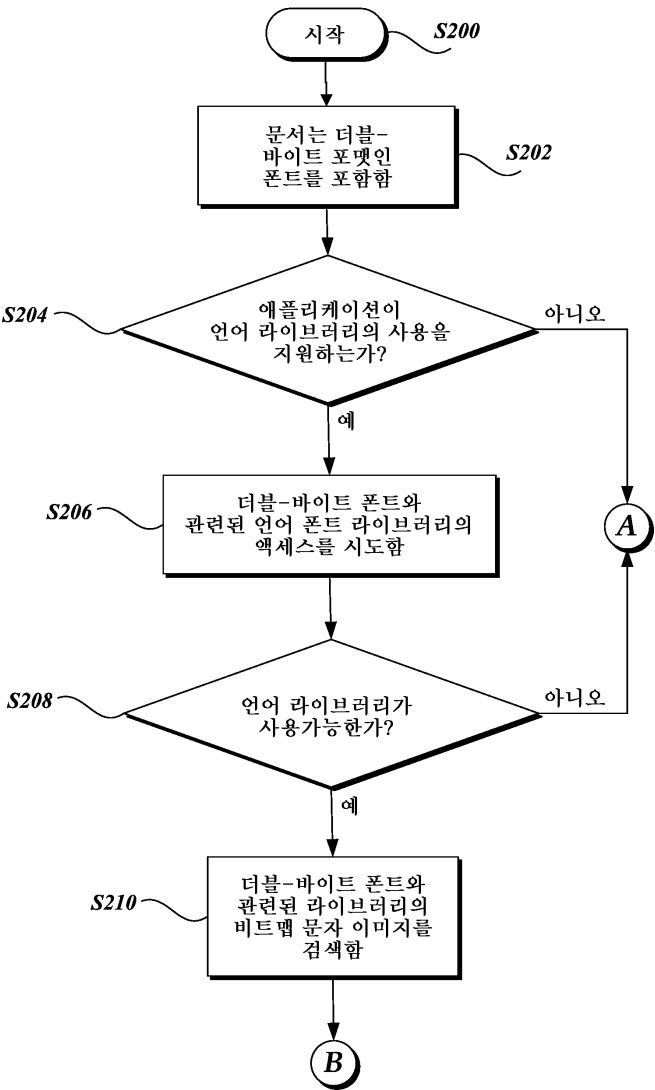 시작
S200
문서는 더블-
바이트 포맷인
폰트를 포함함
S202
S204
애플리케이션이
언어 라이브러리의 사용을
지원하는가?
아니오
예
S206
더블-바이트 폰트와
관련된 언어 폰트 라이브러리의
액세스를 시도함
A
S208
언어 라이브러리가
사용가능한가?
아니오
예
S210
더블-바이트 폰트와
관련된 라이브러리의
비트맵 문자 이미지를
검색함
B